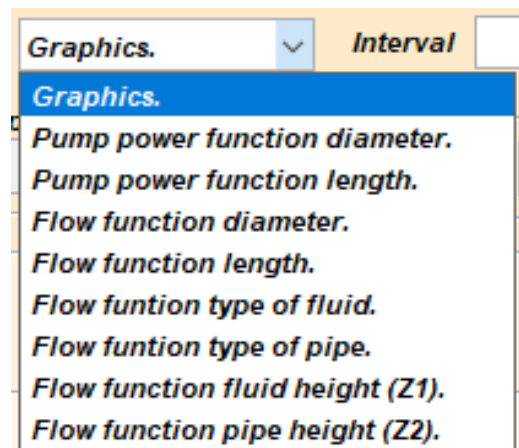 Graphics. Interval
Graphics.
Pump power function diameter.
Pump power function length.
Flow function diameter.
Flow function length.
Flow funtion type of fluid.
Flow funtion type of pipe.
Flow function fluid height (Z1).
Flow function pipe height (Z2).